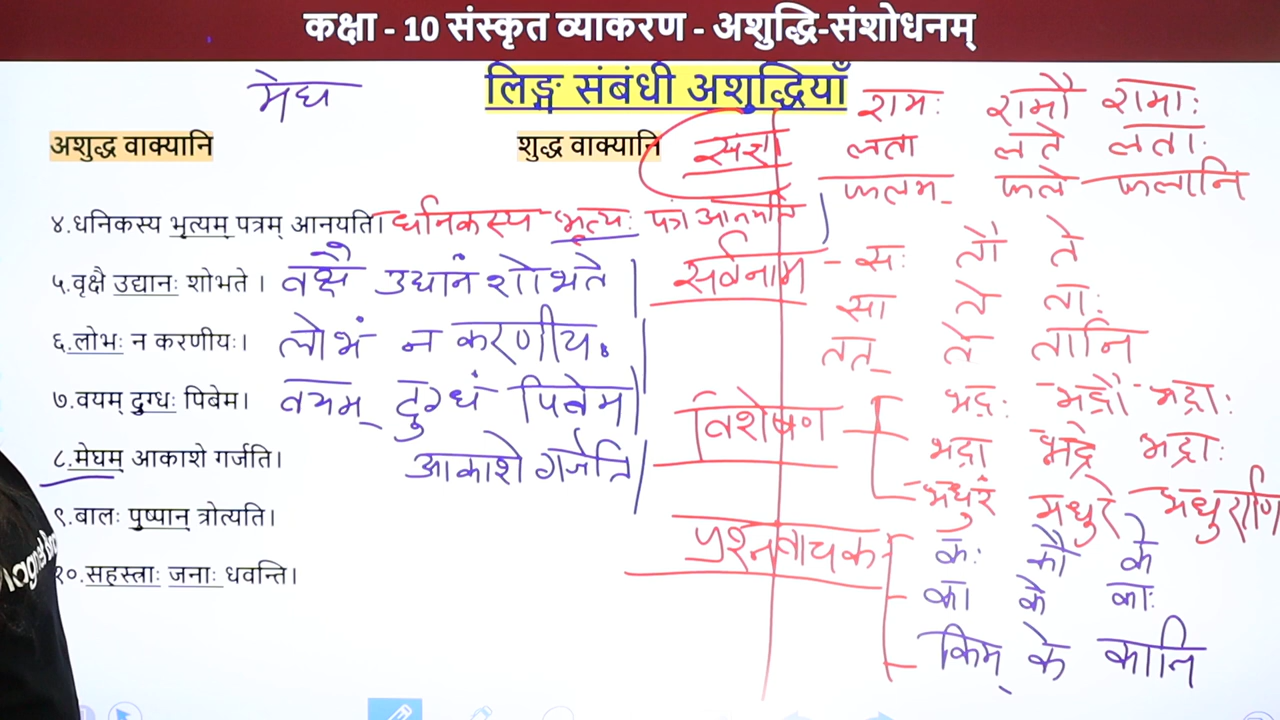 कक्षा - 10 संस्कृत व्याकरण - अशुद्धि-संशोधनम्
मेघ
लिङ्ग संबंधी अशुद्धियाँ
अशुद्ध वाक्यानि
शुद्ध वाक्यानि
४.धनिकस्य भृत्यम् पत्रम् आनयति। धनिकस्य भृत्यः पत्रं आनयति
५.वृक्षै उद्यानः शोभते । वृक्षै उद्यानं शोभते
६.लोभः न करणीयः। लोभं न करणीय.
७.वयम् दुग्धः पिबेम। वयम् दुग्धं पिबेम
८.मेघम् आकाशे गर्जति। आकाशे गर्जति
९.बालः पुष्पान् त्रोत्यति।
१०.सहस्त्राः जनाः धवन्ति।
रामः रामौ रामाः
संज्ञा लता लते लताः
फलम् फले फलानि
सर्वनाम - सः तौ ते
सा ते ताः
तत् ते तानि
भद्रः भद्रौ भद्राः
विशेषण भद्रा भद्रे भद्राः
मधुरं मधुरे मधुराणि
प्रश्नवाचक कः कौ के
का के काः
किम् के कानि